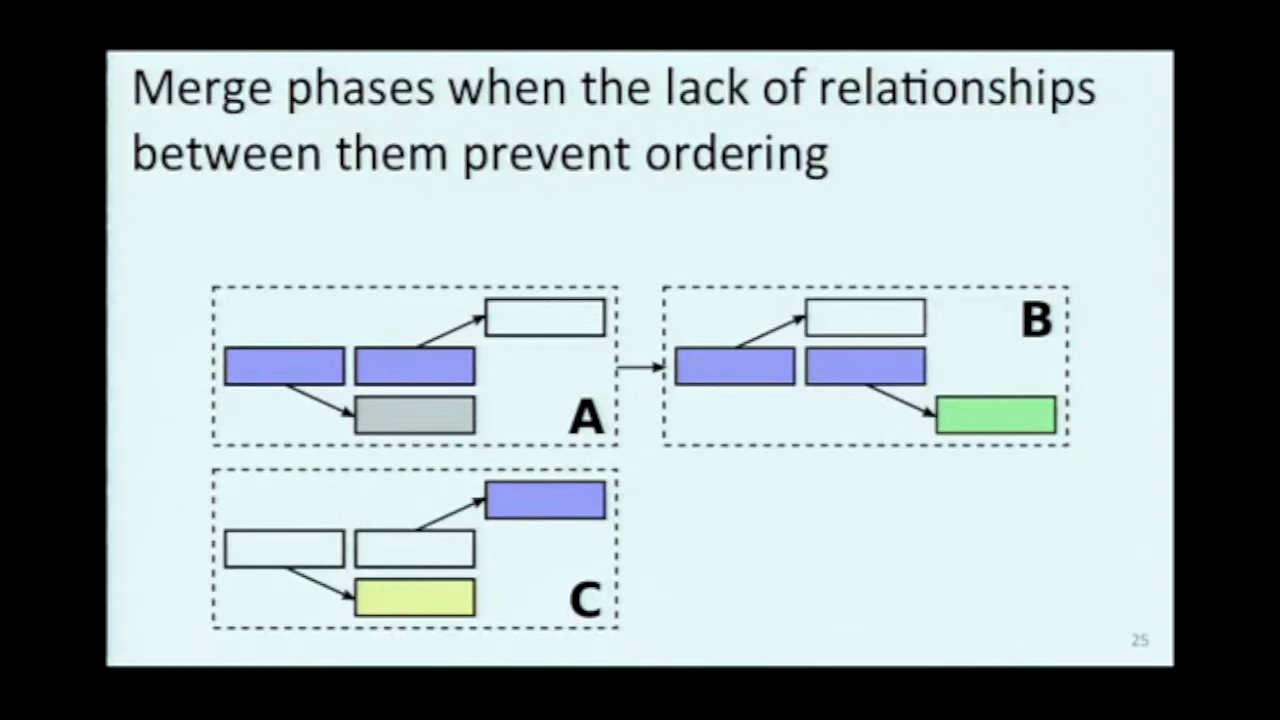 Merge phases when the lack of relationships
between them prevent ordering
B
A
C
25